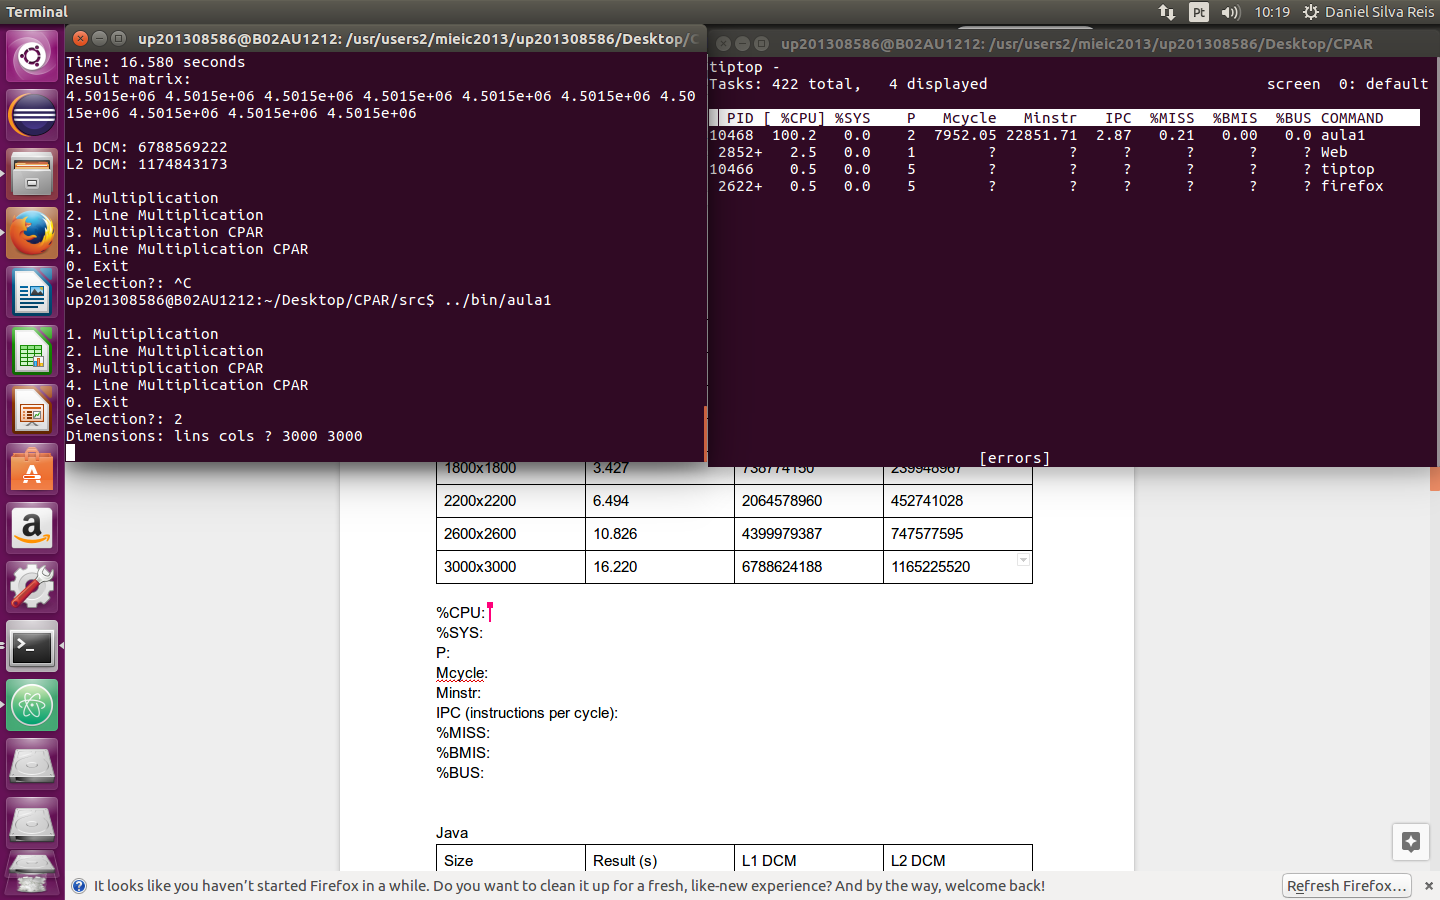 Terminal
Pt 10:19 Daniel Silva Reis
up201308586@B02AU1212: /usr/users2/mieic2013/up201308586/Desktop/C
Time: 16.580 seconds
Result matrix:
4.5015e+06 4.5015e+06 4.5015e+06 4.5015e+06 4.5015e+06 4.5015e+06 4.50
15e+06 4.5015e+06 4.5015e+06 4.5015e+06
L1 DCM: 6788569222
L2 DCM: 1174843173
1. Multiplication
2. Line Multiplication
3. Multiplication CPAR
4. Line Multiplication CPAR
0. Exit
Selection?: ^C
up201308586@B02AU1212:~/Desktop/CPAR/src$ ../bin/aula1
1. Multiplication
2. Line Multiplication
3. Multiplication CPAR
4. Line Multiplication CPAR
0. Exit
Selection?: 2
Dimensions: lins cols ? 3000 3000
up201308586@B02AU1212: /usr/users2/mieic2013/up201308586/Desktop/CPAR
tiptop -
Tasks: 422 total, 4 displayed screen 0: default
PID [ %CPU] %SYS P Mcycle Minstr IPC %MISS %BMIS %BUS COMMAND
10468 100.2 0.0 2 7952.05 22851.71 2.87 0.21 0.00 0.0 aula1
2852+ 2.5 0.0 1 ? ? ? ? ? ? Web
10466 0.5 0.0 5 ? ? ? ? ? ? tiptop
2622+ 0.5 0.0 5 ? ? ? ? ? ? firefox
[errors]
1800x1800 3.427 738774150 239948967
2200x2200 6.494 2064578960 452741028
2600x2600 10.826 4399979387 747577595
3000x3000 16.220 6788624188 1165225520
%CPU:
%SYS:
P:
Mcycle:
Minstr:
IPC (instructions per cycle):
%MISS:
%BMIS:
%BUS:
Java
Size Result (s) L1 DCM L2 DCM
It looks like you haven't started Firefox in a while. Do you want to clean it up for a fresh, like-new experience? And by the way, welcome back!
Refresh Firefox…